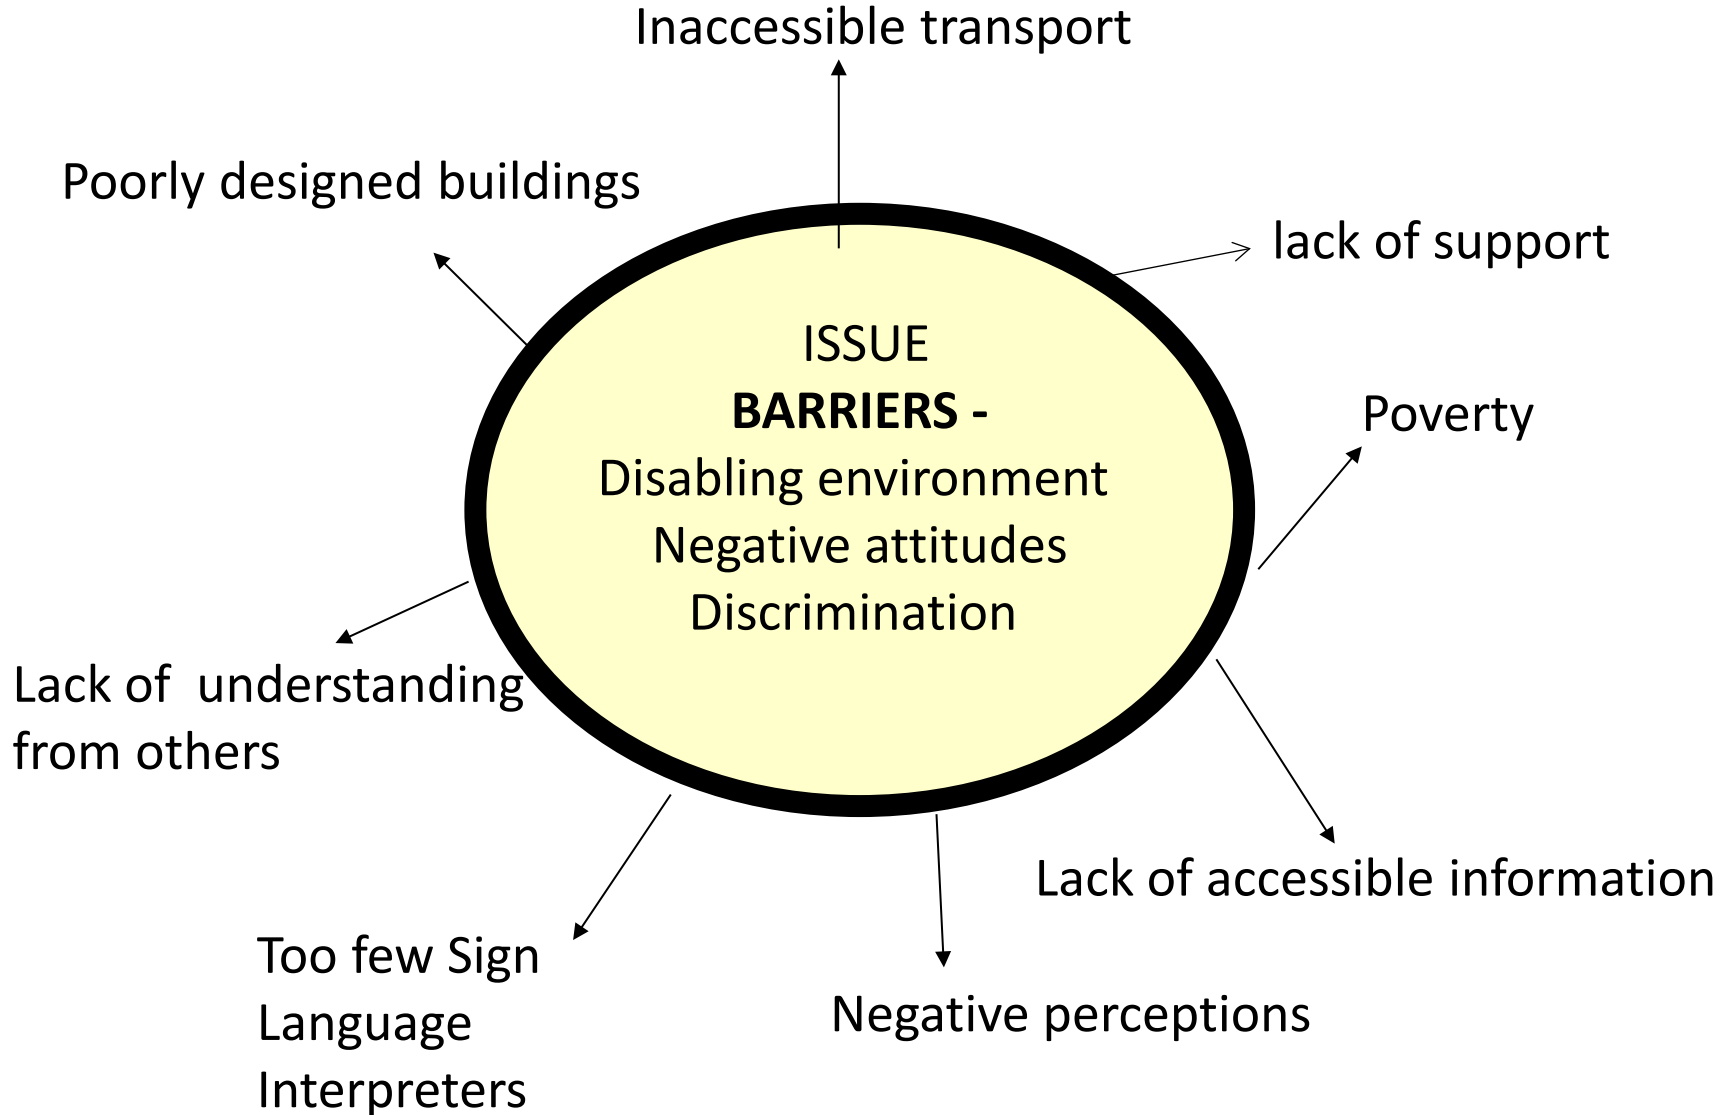 Inaccessible transport
Poorly designed buildings
lack of support
ISSUE
BARRIERS -
Disabling environment
Negative attitudes
Discrimination
Poverty
Lack of  understanding
from others
Lack of accessible information
Too few Sign
Language
Interpreters
Negative perceptions